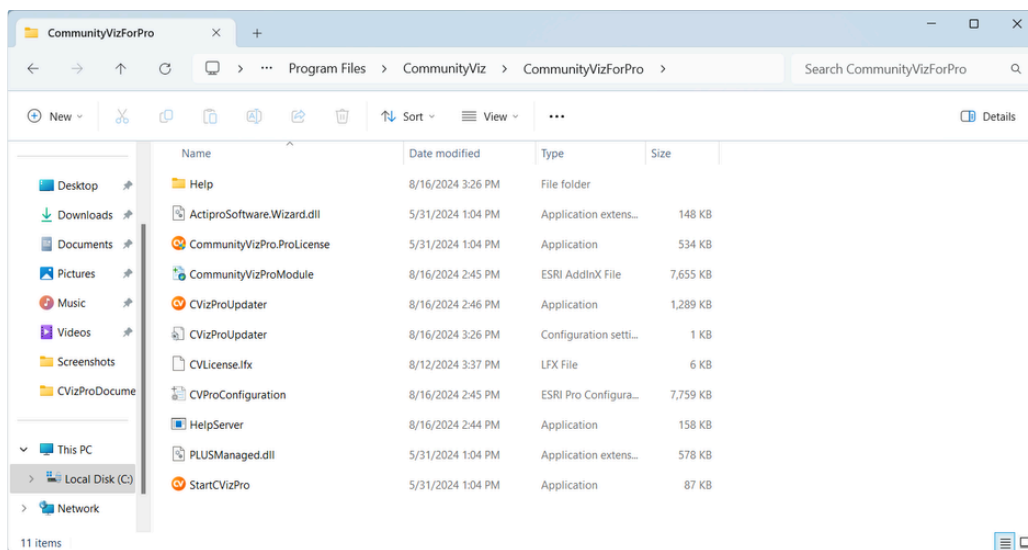 CommunityVizForPro
Program Files > CommunityViz > CommunityVizForPro >
Search CommunityVizForPro
New
Sort
View
Details
Name Date modified Type Size
Desktop
Downloads
Documents
Pictures
Music
Videos
Screenshots
CVizProDocume
This PC
Local Disk (C:)
Network
Help 8/16/2024 3:26 PM File folder
ActiproSoftware.Wizard.dll 5/31/2024 1:04 PM Application extens... 148 KB
CommunityVizPro.ProLicense 5/31/2024 1:04 PM Application 534 KB
CommunityVizProModule 8/16/2024 2:45 PM ESRI AddInX File 7,655 KB
CVizProUpdater 8/16/2024 2:46 PM Application 1,289 KB
CVizProUpdater 8/16/2024 3:26 PM Configuration setti... 1 KB
CVLicense.lfx 8/12/2024 3:37 PM LFX File 6 KB
CVProConfiguration 8/16/2024 2:45 PM ESRI Pro Configura... 7,759 KB
HelpServer 8/16/2024 2:44 PM Application 158 KB
PLUSManaged.dll 5/31/2024 1:04 PM Application extens... 578 KB
StartCVizPro 5/31/2024 1:04 PM Application 87 KB
11 items